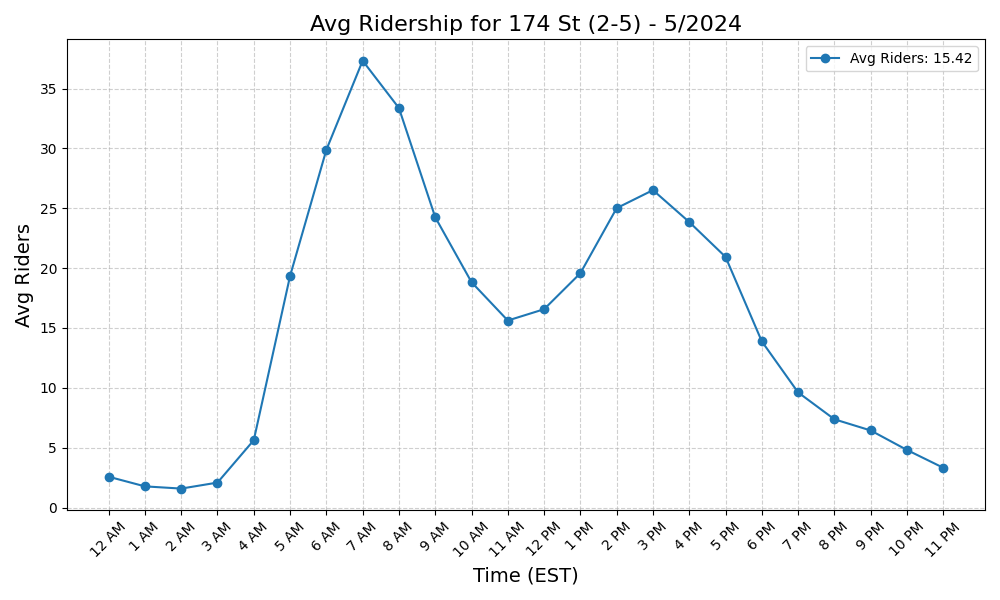 Avg Ridership for 174 St (2-5) - 5/2024
Avg Riders: 15.42
Avg Riders
35
30
25
20
15
10
5
0
12 AM
1 AM
2 AM
3 AM
4 AM
5 AM
6 AM
7 AM
8 AM
9 AM
10 AM
11 AM
12 PM
1 PM
2 PM
3 PM
4 PM
5 PM
6 PM
7 PM
8 PM
9 PM
10 PM
11 PM
Time (EST)